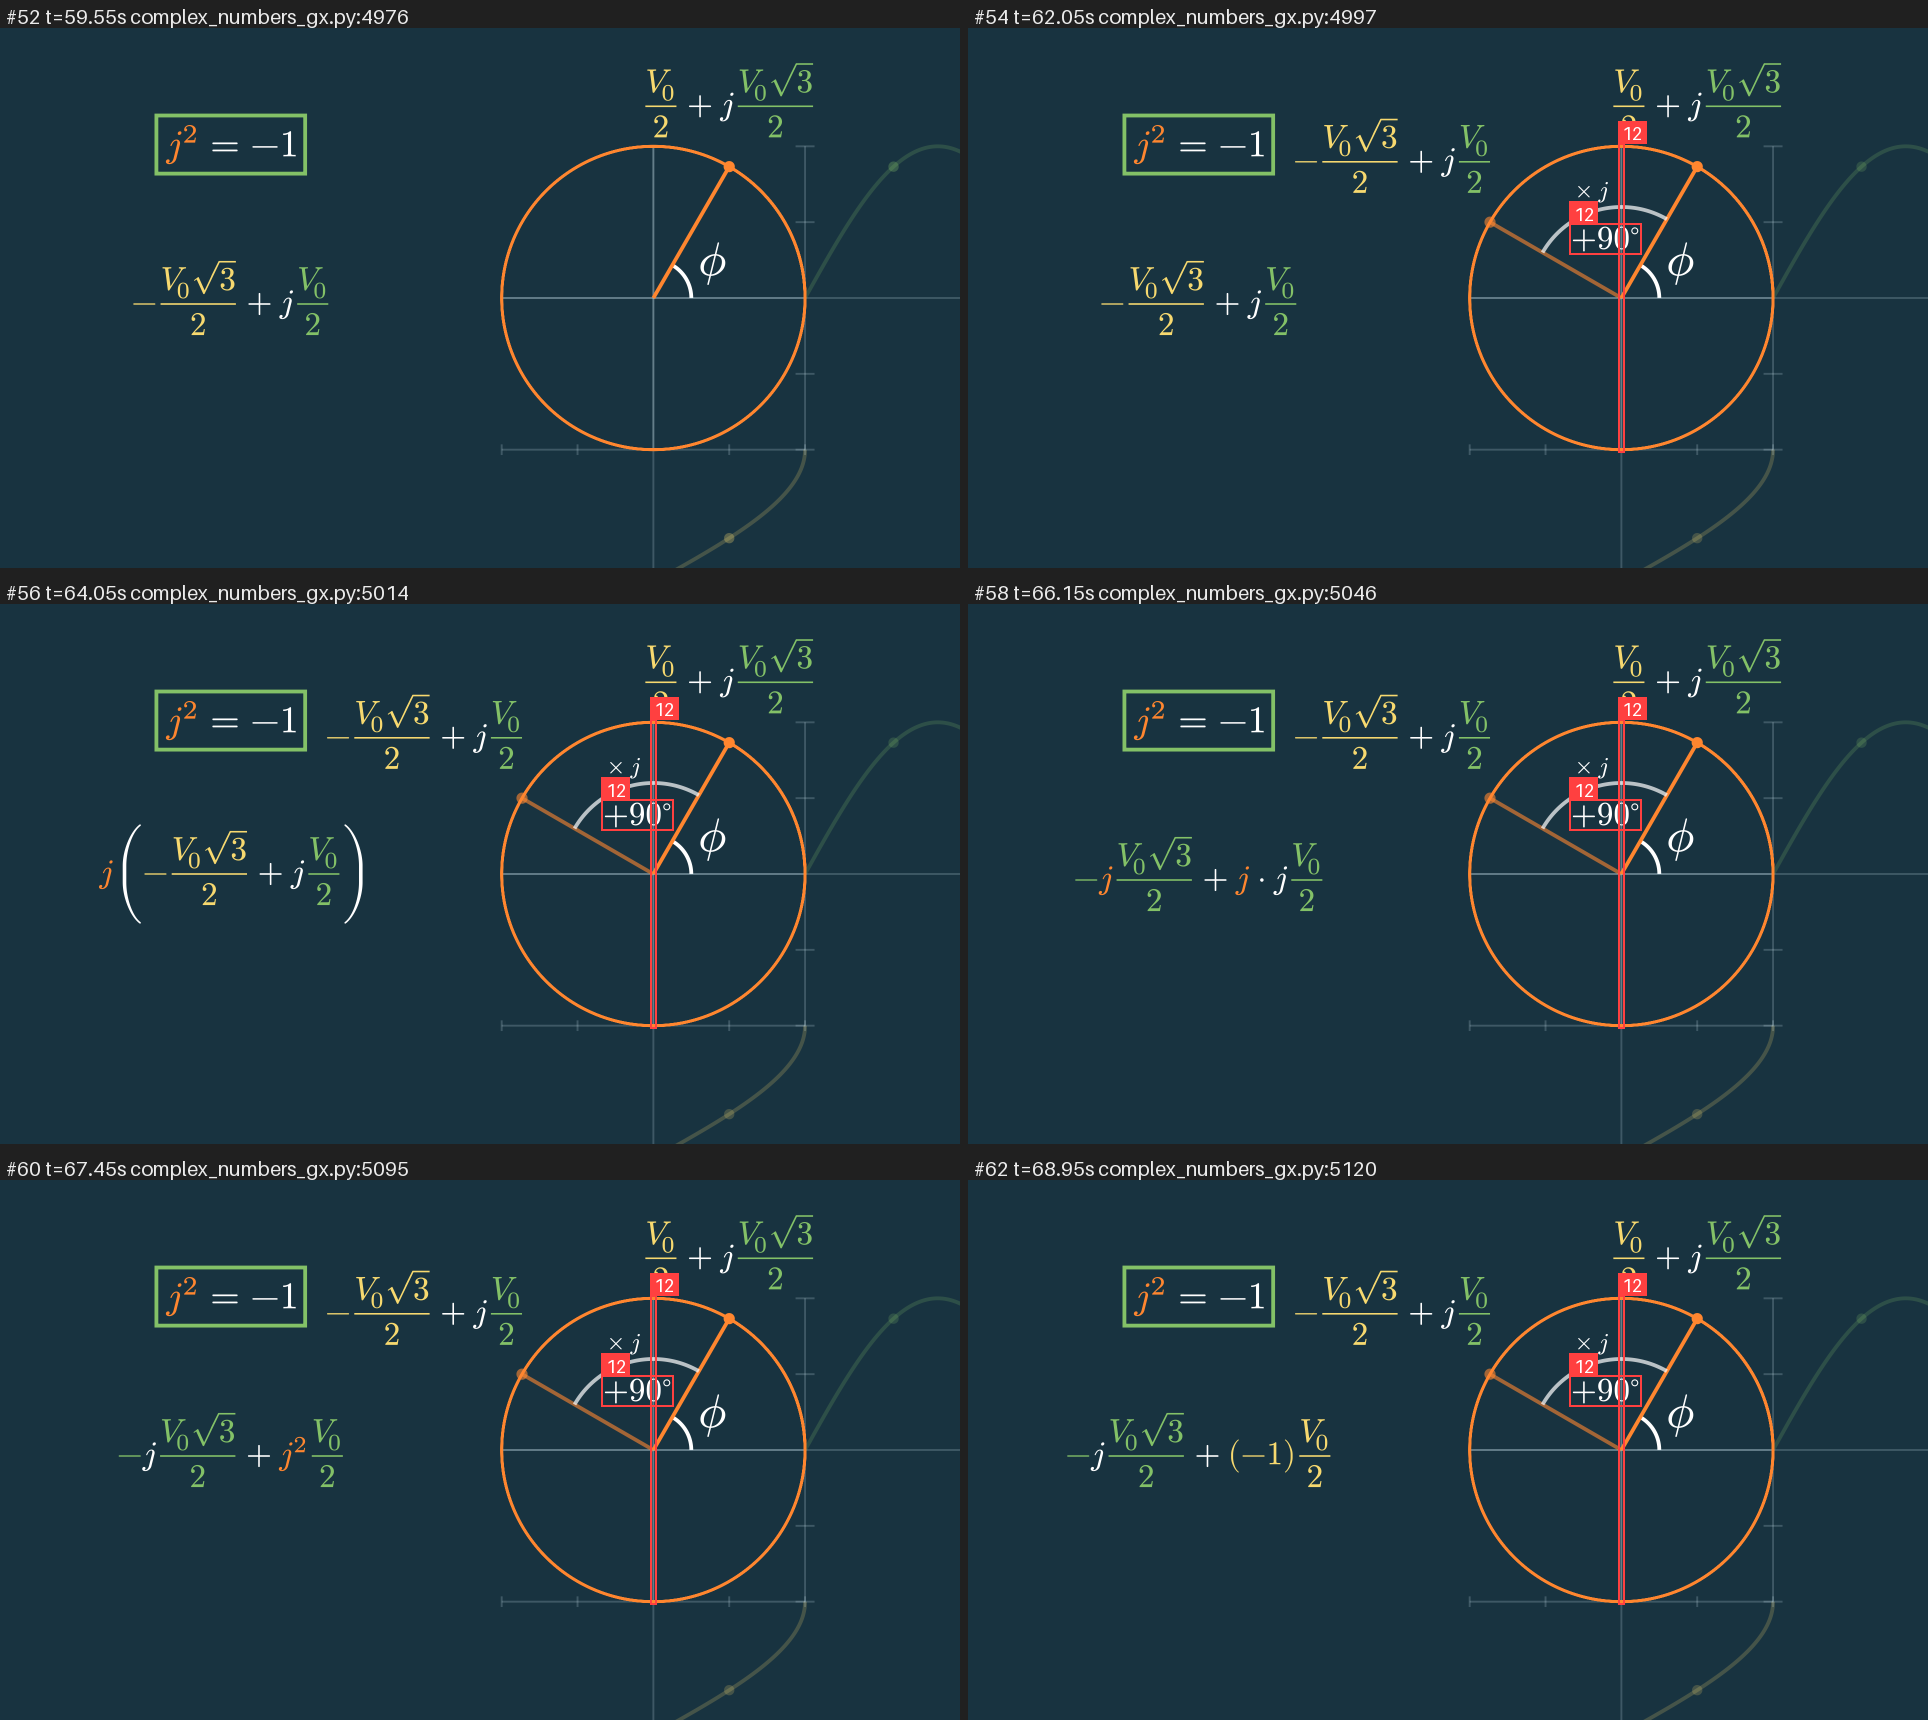 #52 t=59.55s complex_numbers_gx.py:4976
V₀/2 + j V₀√3/2
j² = −1
ϕ
−V₀√3/2 + j V₀/2
#54 t=62.05s complex_numbers_gx.py:4997
V₀/ + j V₀√3/2
12
j² = −1
−V₀√3/2 + j V₀/2
× j
12
+90°
ϕ
−V₀√3/2 + j V₀/2
#56 t=64.05s complex_numbers_gx.py:5014
V₀/ + j V₀√3/2
12
j² = −1
−V₀√3/2 + j V₀/2
× j
12
+90°
ϕ
j(−V₀√3/2 + j V₀/2)
#58 t=66.15s complex_numbers_gx.py:5046
V₀/ + j V₀√3/2
12
j² = −1
−V₀√3/2 + j V₀/2
× j
12
+90°
ϕ
−j V₀√3/2 + j · j V₀/2
#60 t=67.45s complex_numbers_gx.py:5095
V₀/ + j V₀√3/2
12
j² = −1
−V₀√3/2 + j V₀/2
× j
12
+90°
ϕ
−j V₀√3/2 + j² V₀/2
#62 t=68.95s complex_numbers_gx.py:5120
V₀/ + j V₀√3/2
12
j² = −1
−V₀√3/2 + j V₀/2
× j
12
+90°
ϕ
−j V₀√3/2 + (−1) V₀/2